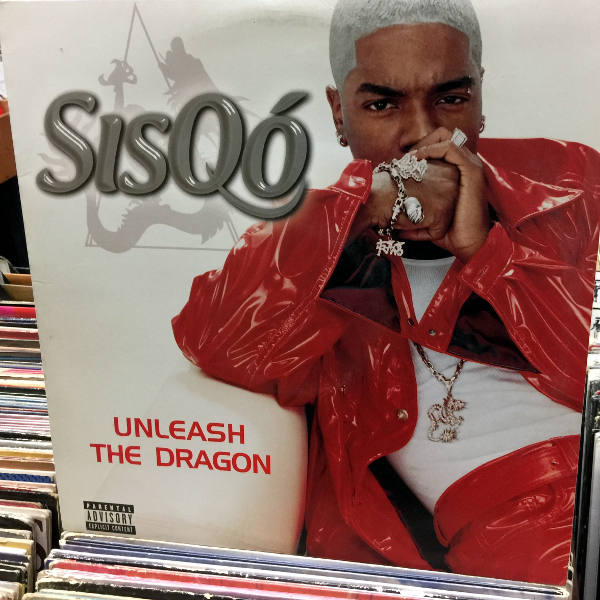 SISQÓ
UNLEASH
THE DRAGON
PARENTAL
ADVISORY
EXPLICIT CONTENT